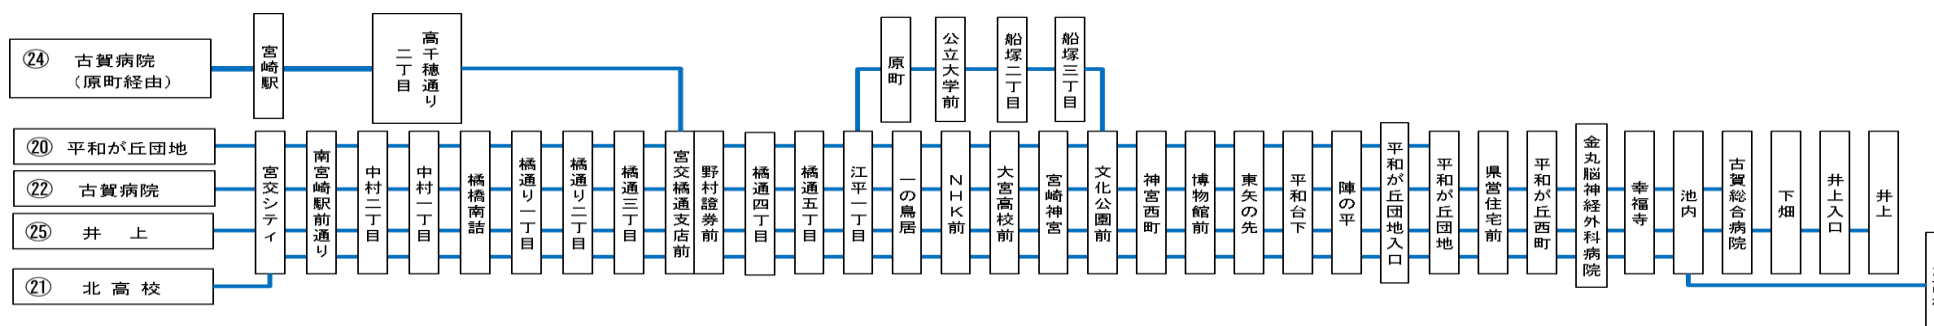 ㉔ 古賀病院
(原町経由)
宮崎駅
高千穂通り
二丁目
原町
公立大学前
船塚二丁目
船塚三丁目
⑳ 平和が丘団地
㉒ 古賀病院
㉕ 井 上
㉑ 北高校
宮交シティ
南宮崎駅前通り
中村二丁目
中村一丁目
橘橋南詰
橘通り一丁目
橘通り二丁目
橘通三丁目
宮交橘通支店前
野村證券前
橘通四丁目
橘通五丁目
江平一丁目
一の鳥居
NHK前
大宮高校前
宮崎神宮
文化公園前
神宮西町
博物館前
東矢の先
平和台下
陣の平
平和が丘団地入口
平和が丘団地
県営住宅前
平和が丘西町
金丸脳神経外科病院
幸福寺
池内
古賀総合病院
下畑
井上入口
井上